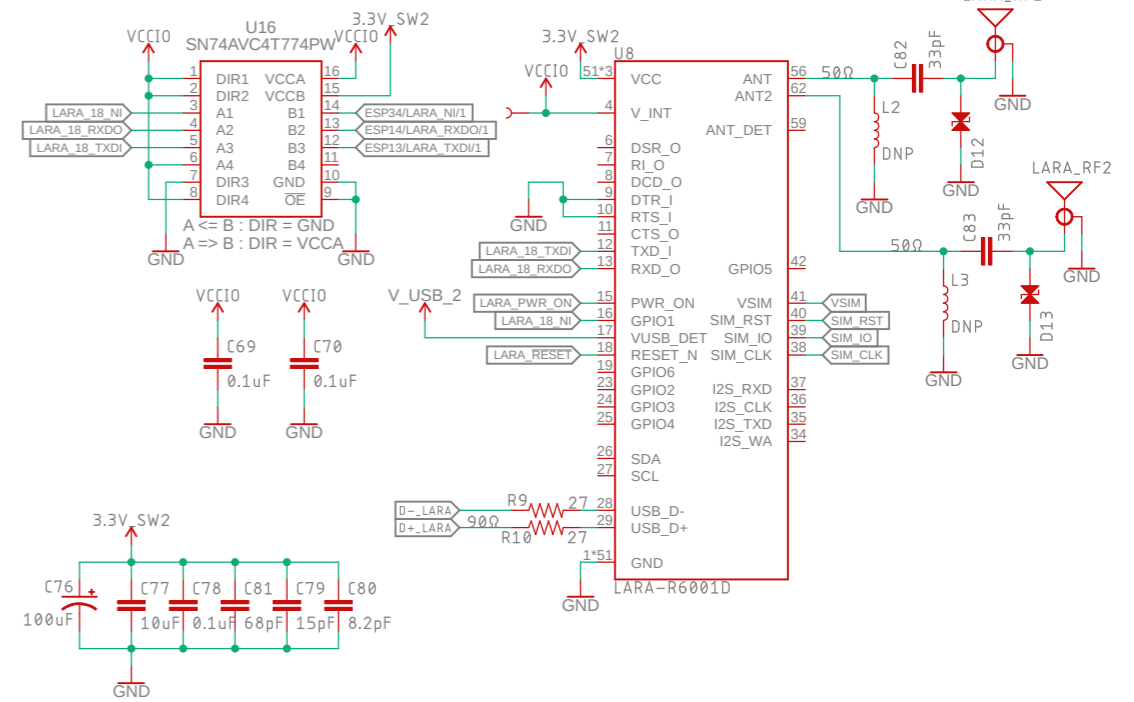 U16
SN74AVC4T774PW
VCCIO
VCCIO
3.3V_SW2
1 DIR1 VCCA 16
2 DIR2 VCCB 15
LARA_18_NI 3 A1 B1 14 ESP34/LARA_NI/1
LARA_18_RXDO 4 A2 B2 13 ESP14/LARA_RXDO/1
LARA_18_TXDI 5 A3 B3 12 ESP13/LARA_TXDI/1
6 A4 B4 11
7 DIR3 GND 10
8 DIR4 OE 9
A <= B : DIR = GND
A => B : DIR = VCCA
GND
GND
VCCIO
C69
0.1uF
GND
VCCIO
C70
0.1uF
GND
3.3V_SW2
C76
100uF
C77
10uF
C78
0.1uF
C81
68pF
C79
15pF
C80
8.2pF
GND
3.3V_SW2
U8
VCCIO
51*3 VCC ANT 56
ANT2 62
4 V_INT
ANT_DET 59
6 DSR_O
7 RI_O
8 DCD_O
9 DTR_I
10 RTS_I
GND
11 CTS_O
LARA_18_TXDI 12 TXD_I
LARA_18_RXDO 13 RXD_O GPIO5 42
V_USB_2
LARA_PWR_ON 15 PWR_ON VSIM 41 VSIM
LARA_18_NI 16 GPIO1 SIM_RST 40 SIM_RST
17 VUSB_DET SIM_IO 39 SIM_IO
LARA_RESET 18 RESET_N SIM_CLK 38 SIM_CLK
19 GPIO6
23 GPIO2 I2S_RXD 37
24 GPIO3 I2S_CLK 36
25 GPIO4 I2S_TXD 35
I2S_WA 34
26 SDA
27 SCL
D-_LARA R9 27 28 USB_D-
D+_LARA 90Ω R10 27 29 USB_D+
1*51 GND
GND
LARA-R6001D
50Ω
C82
33pF
GND
L2
DNP
GND
D12
GND
LARA_RF2
50Ω
C83
33pF
GND
L3
DNP
GND
D13
GND